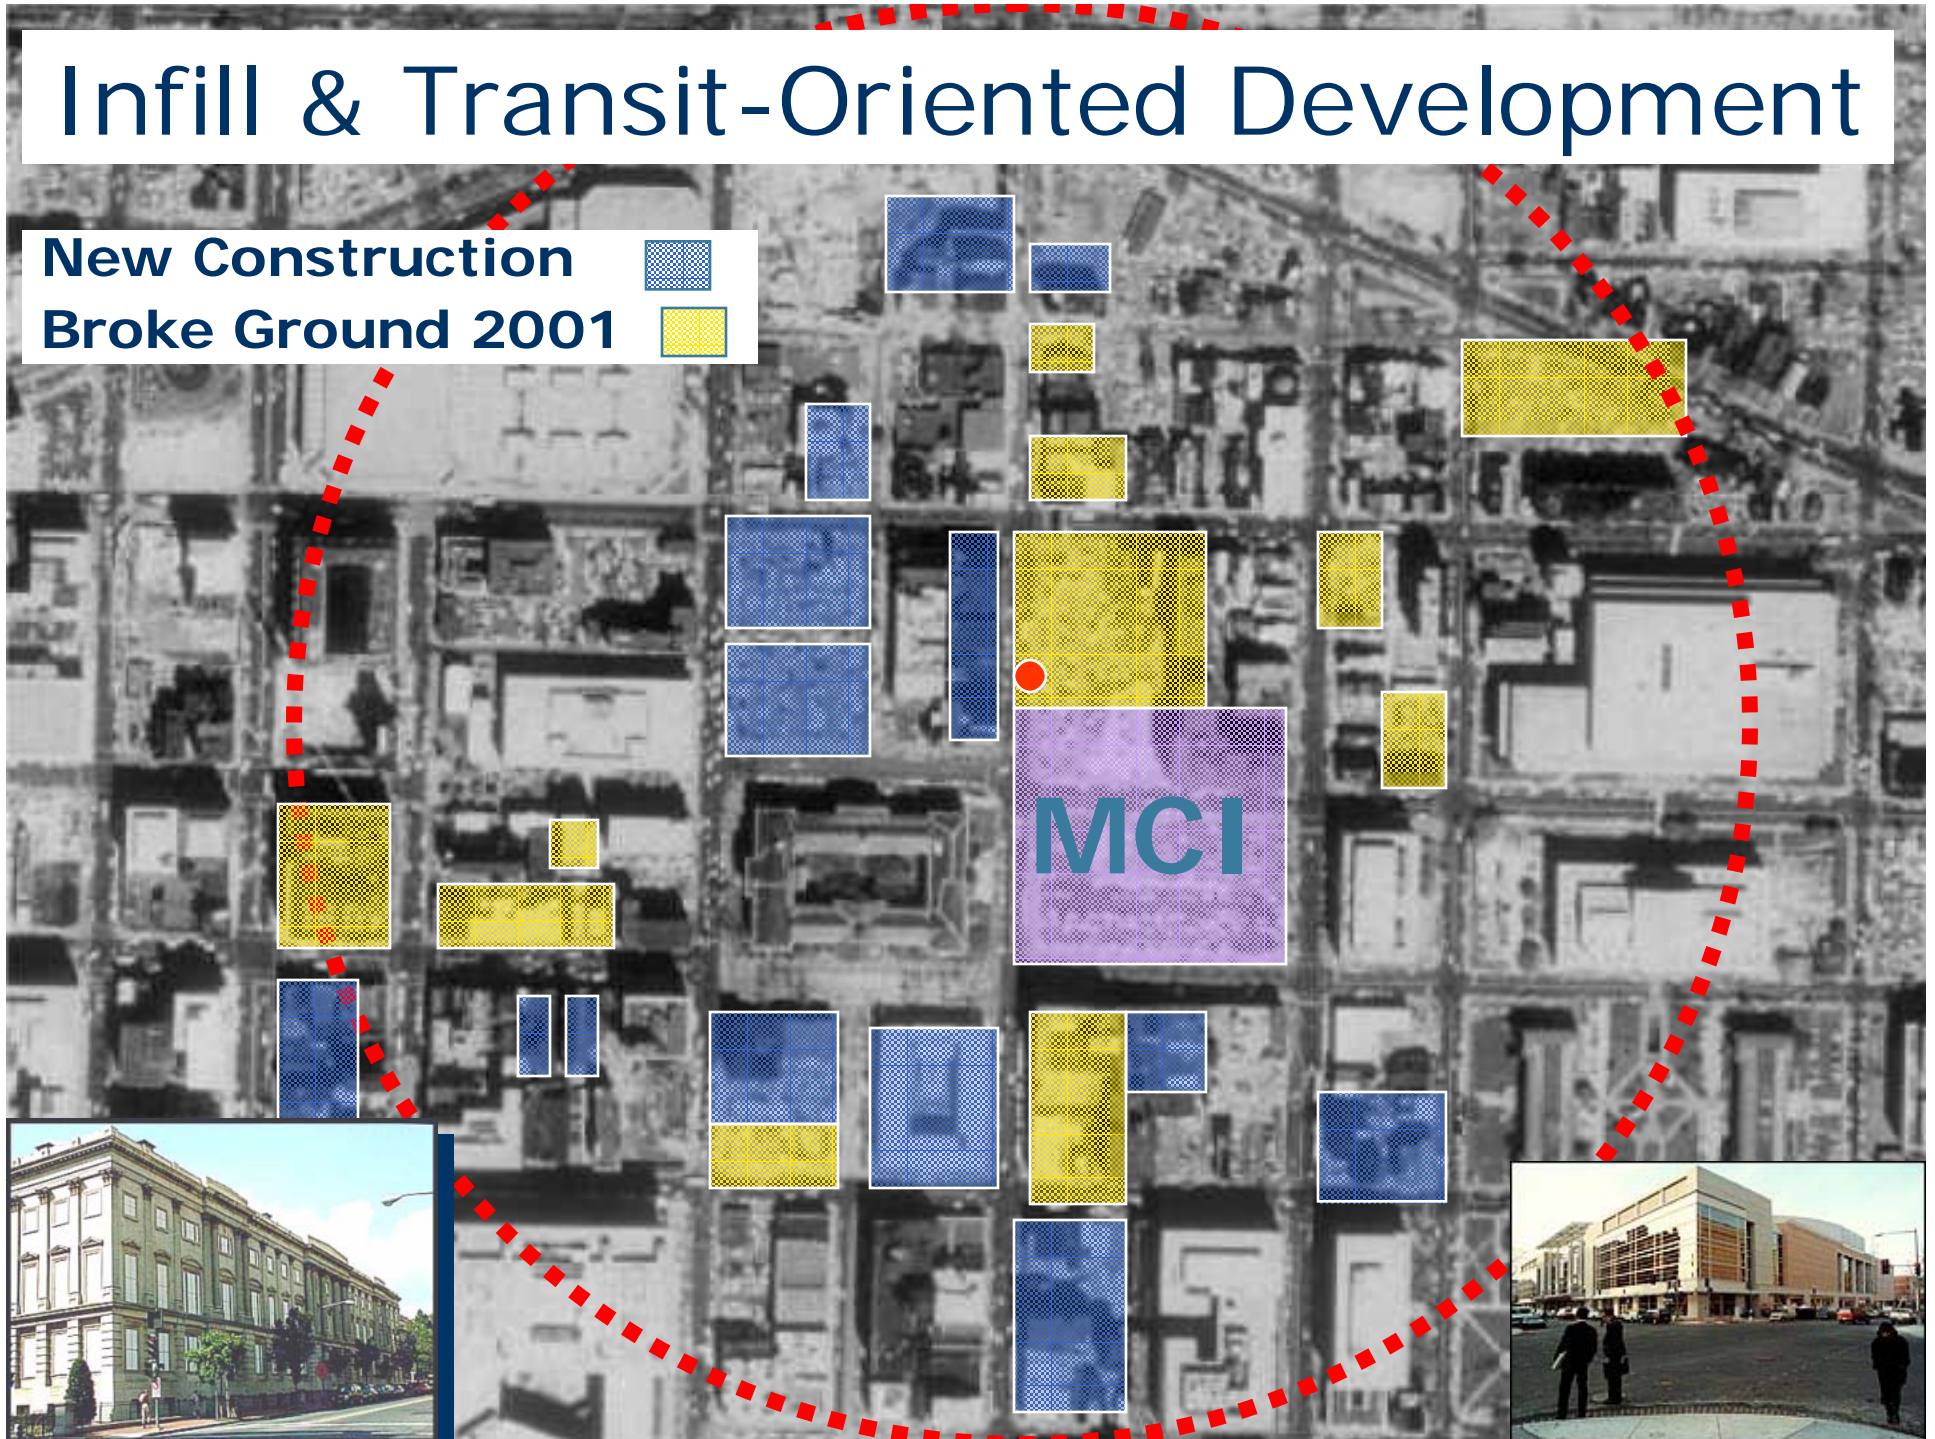 Infill & Transit-Oriented Development
New Construction
Broke Ground 2001
MCI